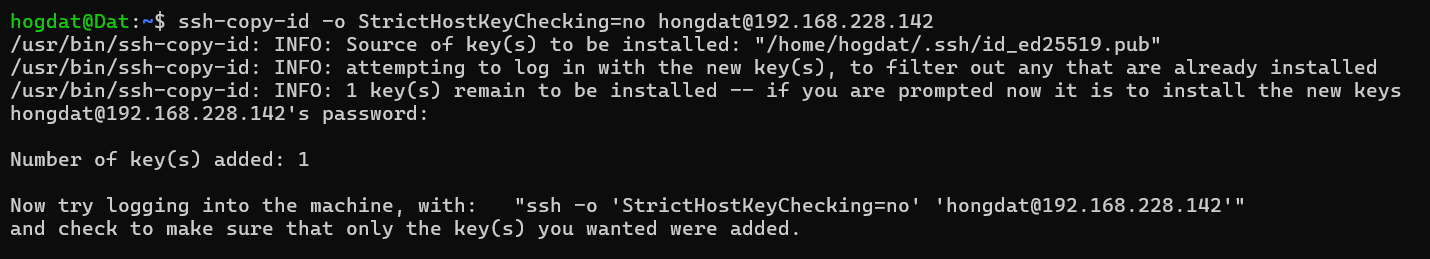 hogdat@Dat:~$ ssh-copy-id -o StrictHostKeyChecking=no hongdat@192.168.228.142
/usr/bin/ssh-copy-id: INFO: Source of key(s) to be installed: "/home/hogdat/.ssh/id_ed25519.pub"
/usr/bin/ssh-copy-id: INFO: attempting to log in with the new key(s), to filter out any that are already installed
/usr/bin/ssh-copy-id: INFO: 1 key(s) remain to be installed -- if you are prompted now it is to install the new keys
hongdat@192.168.228.142's password:
Number of key(s) added: 1
Now try logging into the machine, with:   "ssh -o 'StrictHostKeyChecking=no' 'hongdat@192.168.228.142'"
and check to make sure that only the key(s) you wanted were added.